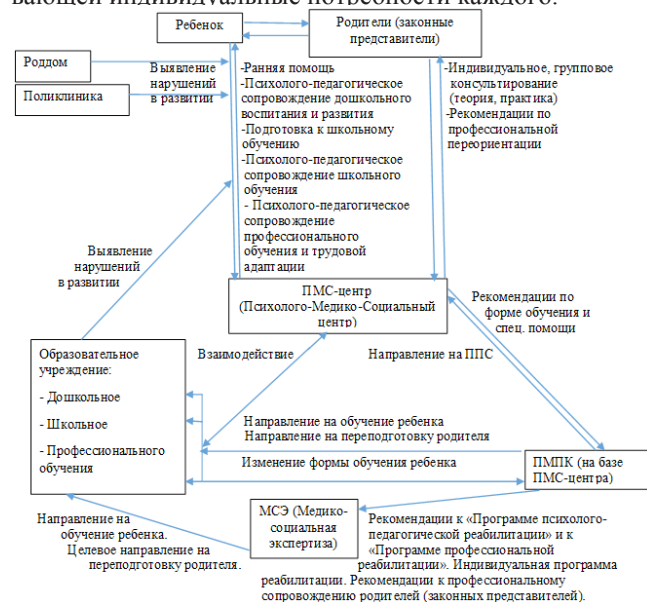 вающей индивидуальные потребности каждого.
Ребенок
Родители (законные
представители)
Роддом
Поликлиника
Выявление
нарушений
в развитии
-Ранняя помощь
-Психолого-педагогическое
сопровождение дошкольного
воспитания и развития
-Подготовка к школьному
обучению
-Психолого-педагогическое
сопровождение школьного
обучения
- Психолого-педагогическое
сопровождение
профессионального
обучения и трудовой
адаптации
-Индивидуальное, групповое
консультирование
(теория, практика)
-Рекомендации по
профессиональной
переориентации
Выявление
нарушений
в развитии
ПМС-центр
(Психолого-Медико-Социальный
центр)
Рекомендации по
форме обучения и
спец. помощи
Образовательное
учреждение:
- Дошкольное
- Школьное
- Профессионального
обучения
Взаимодействие
Направление на ППС
Направление на обучение ребенка
Направление на переподготовку родителя
Изменение формы обучения ребенка
ПМПК (на базе
ПМС-центра)
МСЭ (Медико-
социальная
экспертиза)
Направление на
обучение ребенка.
Целевое направление на
переподготовку родителя.
Рекомендации к «Программе психолого-
педагогической реабилитации» и к
«Программе профессиональной
реабилитации». Индивидуальная программа
реабилитации. Рекомендации к профессиональному
сопровождению родителей (законных представителей).